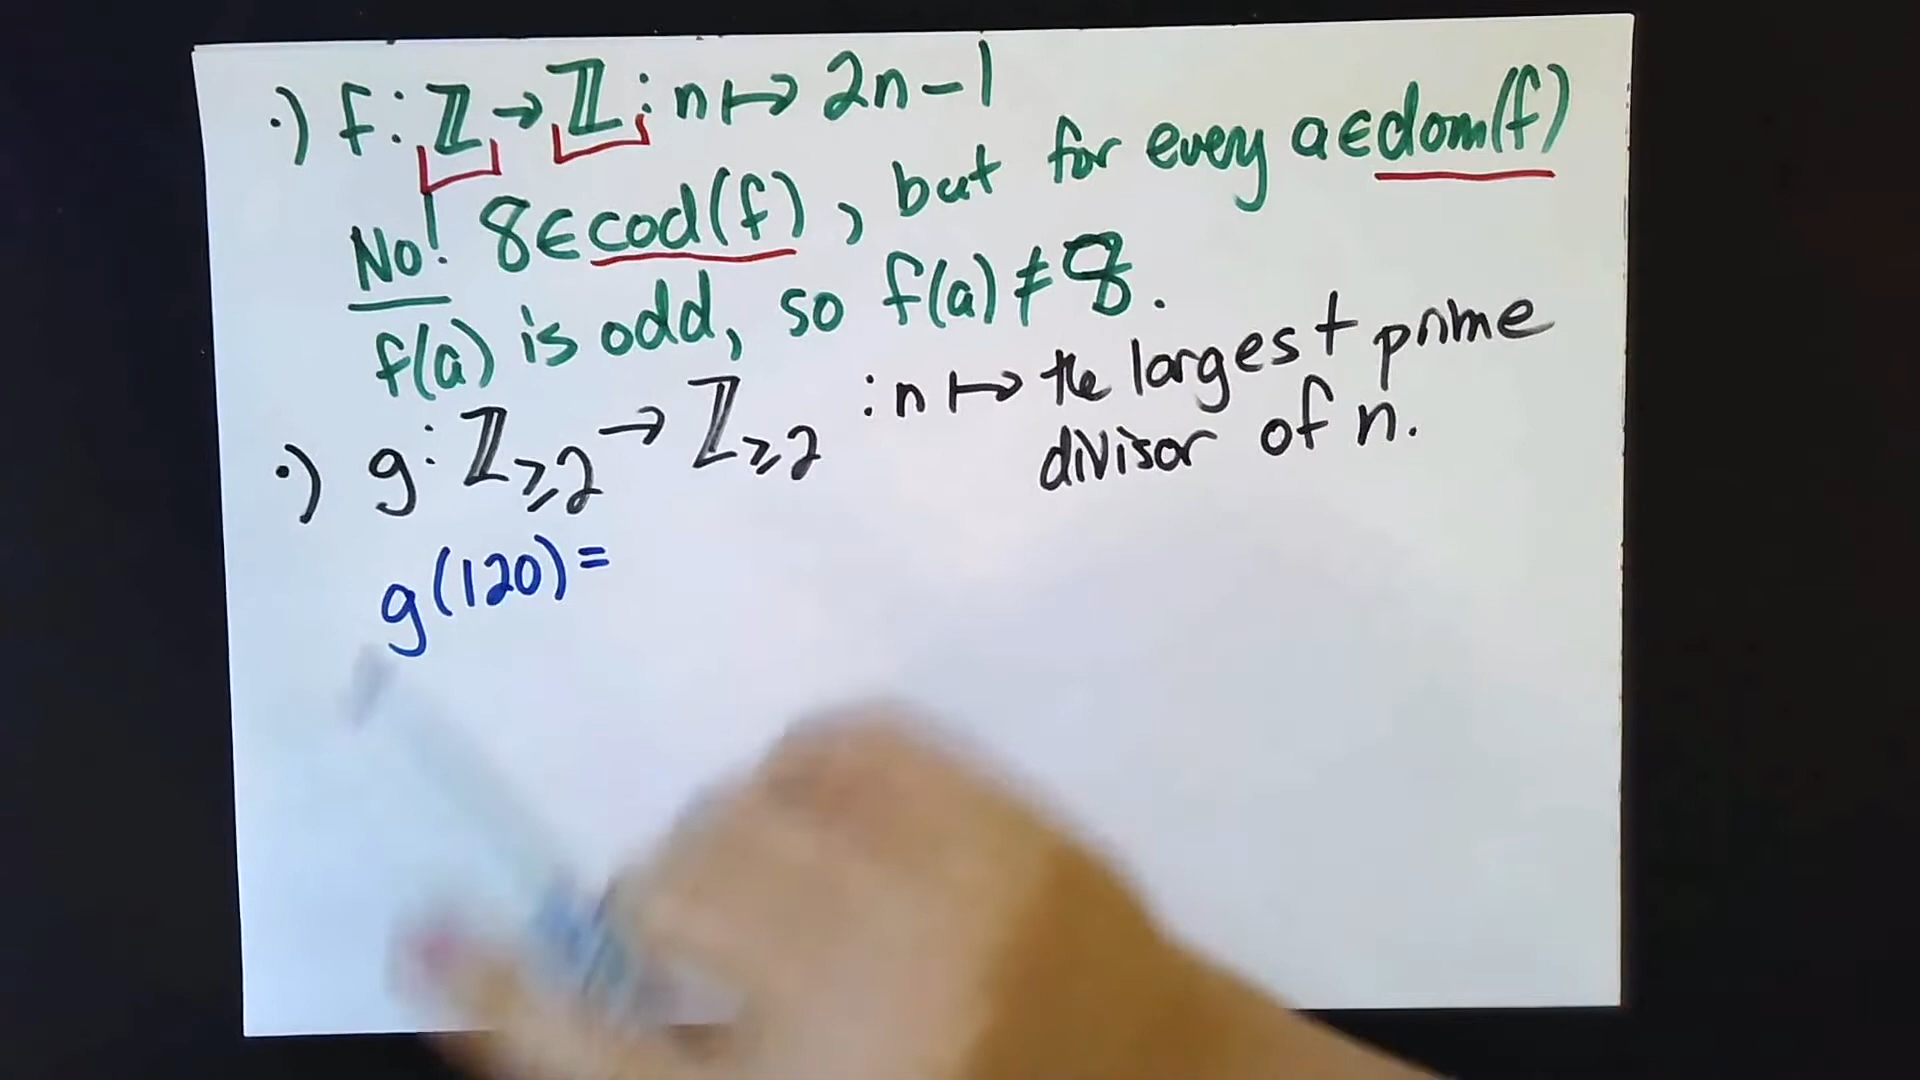 ·) f: ℤ → ℤ : n ↦ 2n-1
No! 8∈cod(f), but for every a∈dom(f)
f(a) is odd, so f(a) ≠ 8.
·) g: ℤ≥2 → ℤ≥2 : n ↦ the largest prime
divisor of n.
g(120)=